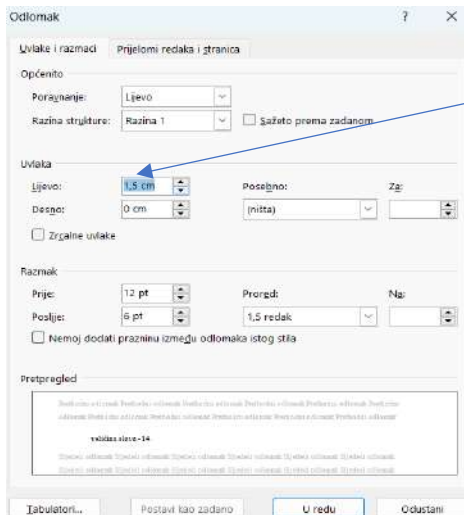 Odlomak ? ×
Uvlake i razmaci Prijelomi redaka i stranica
Općenito
Poravnanje: Lijevo
Razina strukture: Razina 1 Sažeto prema zadanom
Uvlaka
Lijevo: 1,5 cm Posebno: Za:
Desno: 0 cm (ništa)
Zrcalne uvlake
Razmak
Prije: 12 pt Prored: Na:
Poslije: 6 pt 1,5 redak
Nemoj dodati prazninu između odlomaka istog stila
Pretpregled
veličina slova - 14
Tabulatori... Postavi kao zadano U redu Odustani